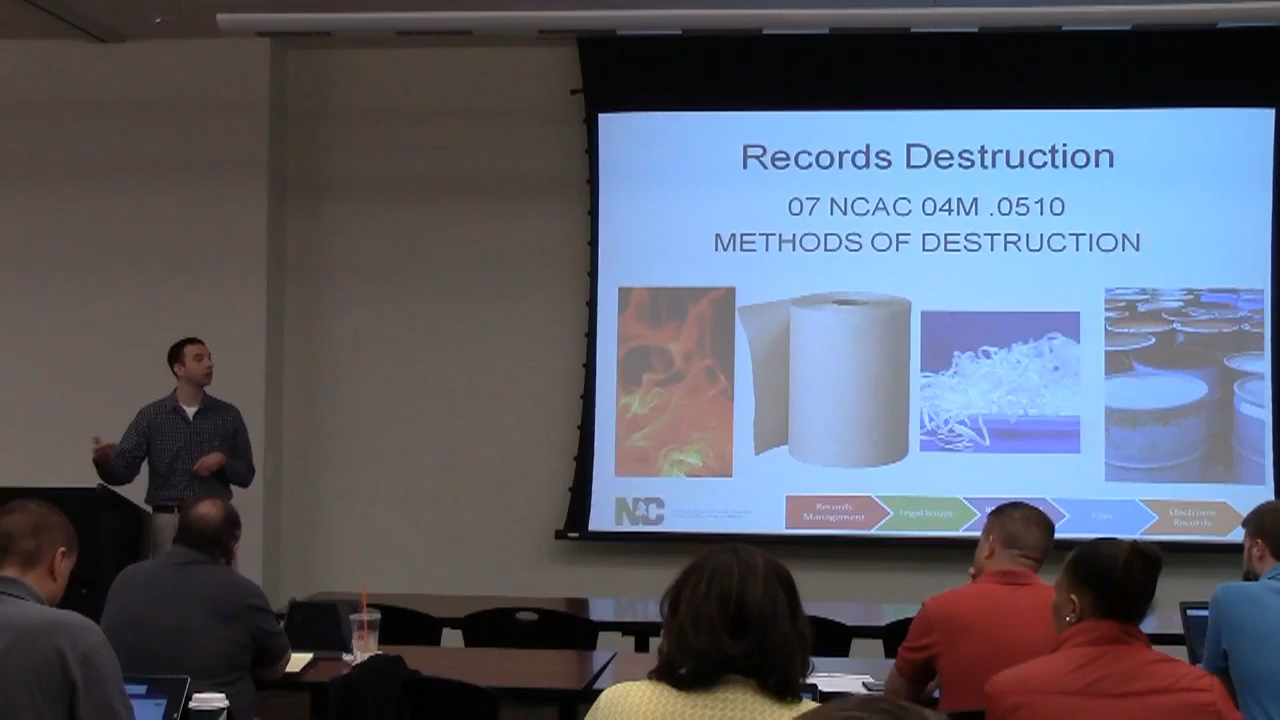 Records Destruction
07 NCAC 04M .0510
METHODS OF DESTRUCTION
NC
Records
Management
Legal Issues
Files
Electronic
Records